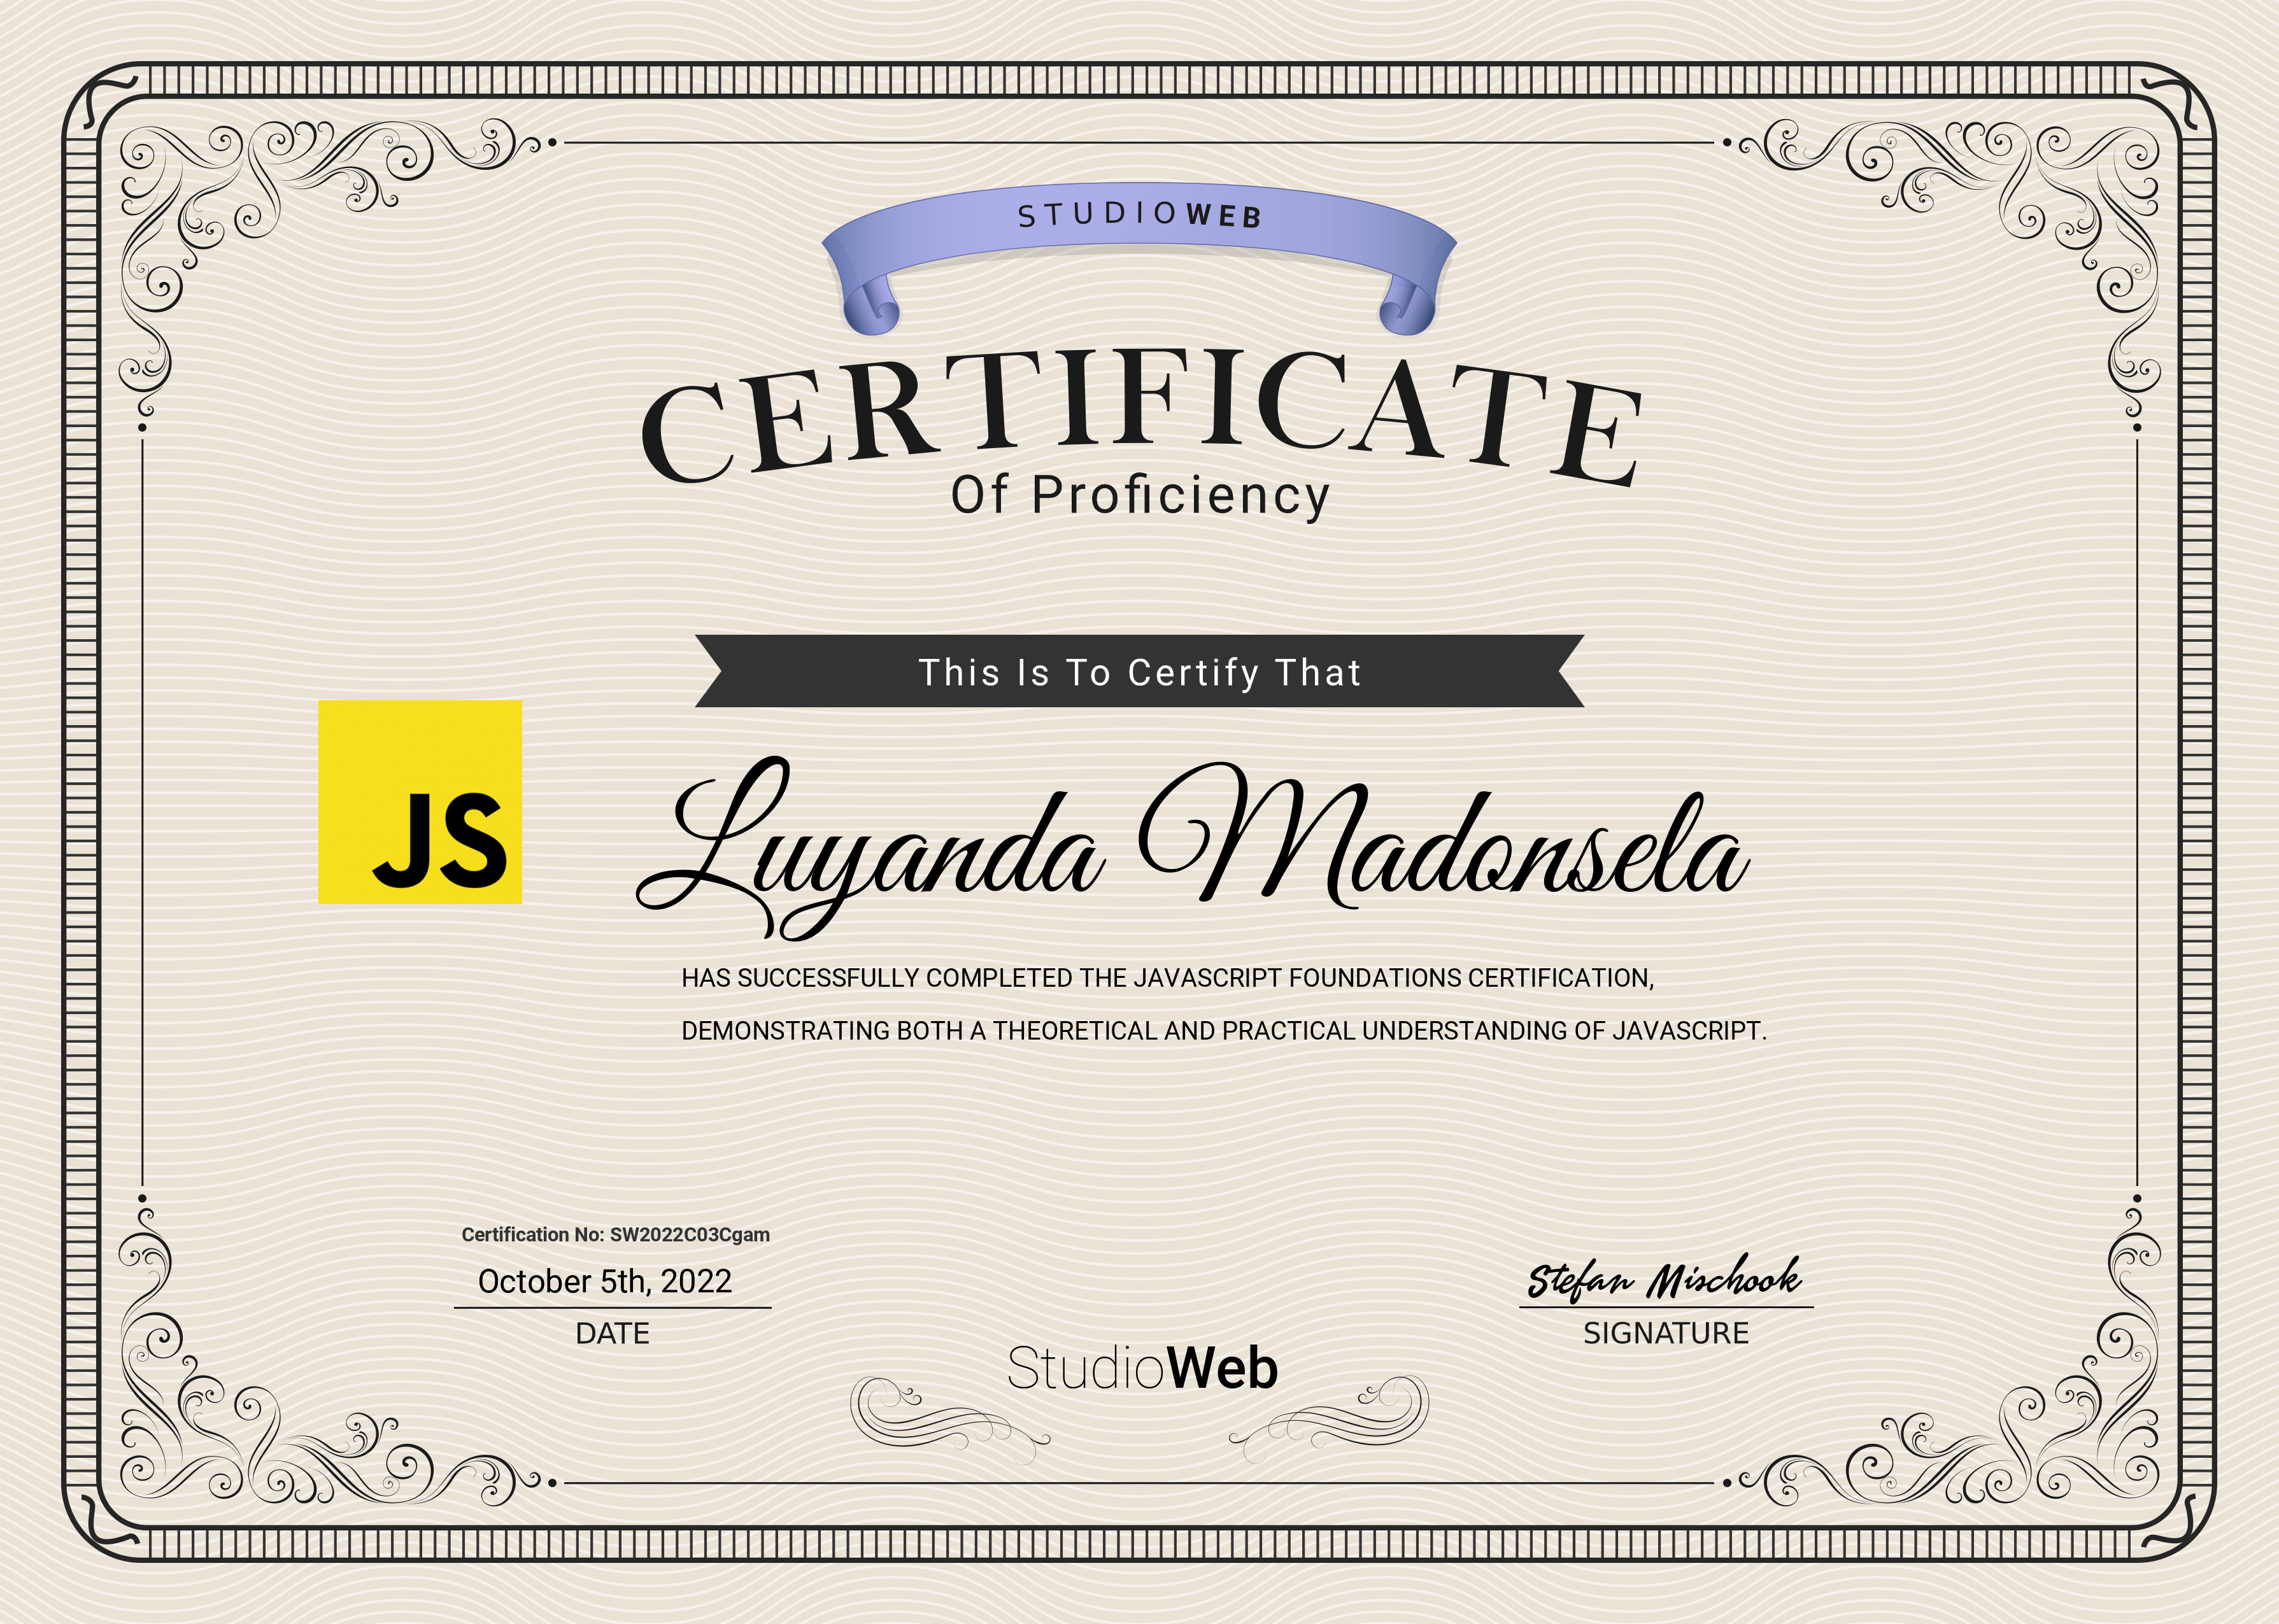 STUDIOWEB
CERTIFICATE
Of Proficiency
This Is To Certify That
JS
Luyanda Madonsela
HAS SUCCESSFULLY COMPLETED THE JAVASCRIPT FOUNDATIONS CERTIFICATION,
DEMONSTRATING BOTH A THEORETICAL AND PRACTICAL UNDERSTANDING OF JAVASCRIPT.
Certification No: SW2022C03Cgam
October 5th, 2022
DATE
Stefan Mischook
SIGNATURE
StudioWeb